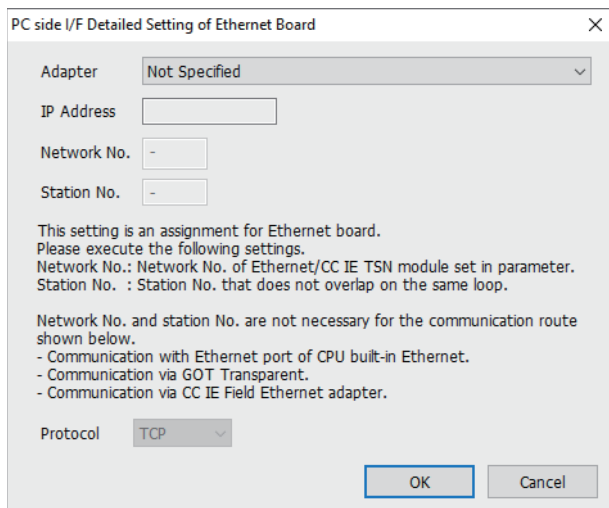 PC side I/F Detailed Setting of Ethernet Board
Adapter Not Specified
IP Address
Network No. -
Station No. -
This setting is an assignment for Ethernet board.
Please execute the following settings.
Network No.: Network No. of Ethernet/CC IE TSN module set in parameter.
Station No. : Station No. that does not overlap on the same loop.
Network No. and station No. are not necessary for the communication route
shown below.
- Communication with Ethernet port of CPU built-in Ethernet.
- Communication via GOT Transparent.
- Communication via CC IE Field Ethernet adapter.
Protocol TCP
OK Cancel